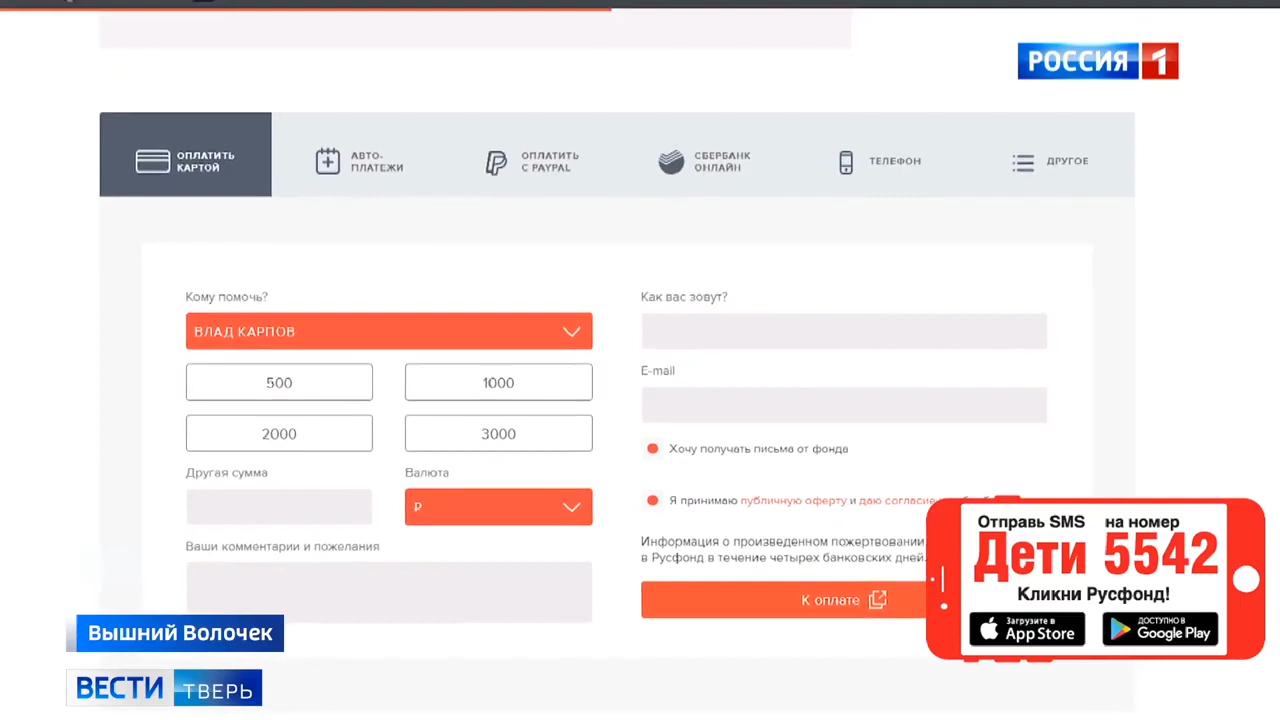 РОССИЯ 1
ОПЛАТИТЬ
КАРТОЙ
АВТО-
ПЛАТЕЖИ
ОПЛАТИТЬ
С PAYPAL
СБЕРБАНК
ОНЛАЙН
ТЕЛЕФОН
ДРУГОЕ
Кому помочь?
ВЛАД КАРПОВ
500
1000
2000
3000
Другая сумма
Валюта
₽
Ваши комментарии и пожелания
Как вас зовут?
E-mail
Хочу получать письма от фонда
Я принимаю публичную оферту и даю согласие
Информация о произведенном пожертвовании
в Русфонд в течение четырех банковских дней.
К оплате
Отправь SMS на номер
Дети 5542
Кликни Русфонд!
Загрузите в
App Store
ДОСТУПНО В
Google Play
Вышний Волочек
ВЕСТИ ТВЕРЬ